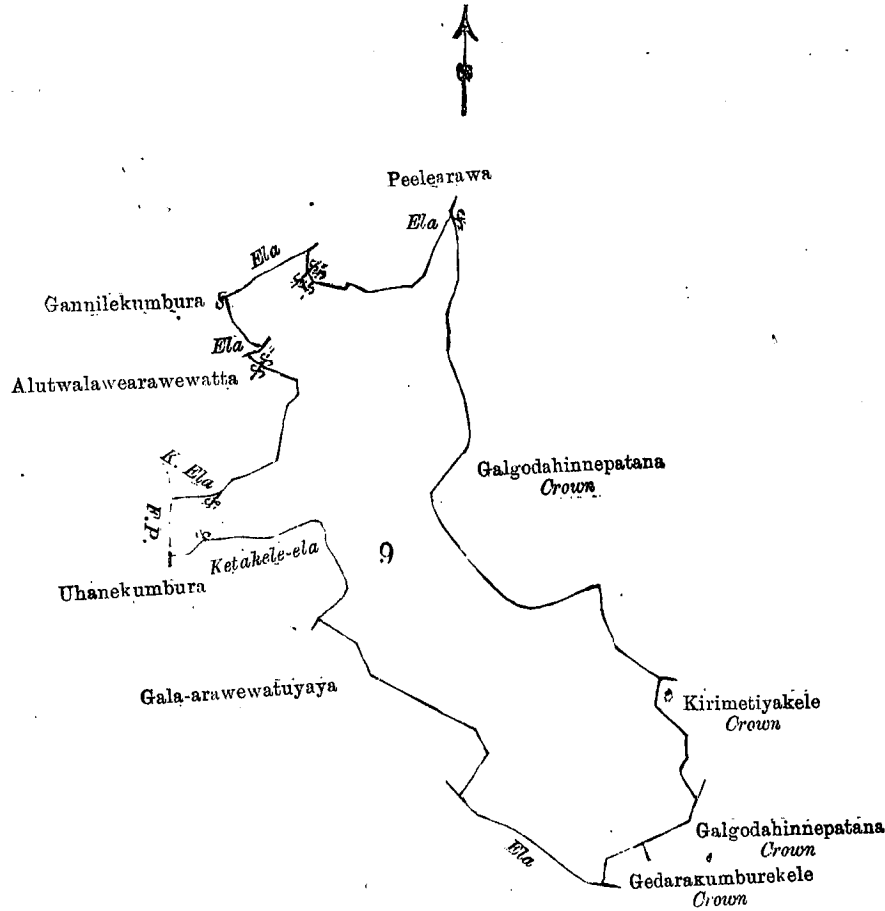 Peelearawa
Ela
Ela
Gannilekumbura
Ela
Alutwalawearawewatta
K. Ela
Galgodahinnepatana
Crown
F.P.
9
Ketakele-ela
Uhanekumbura
Gala-arawewatuyaya
Kirimetiyakele
Crown
Galgodahinnepatana
Crown
Ela
Gedarakumburekele
Crown